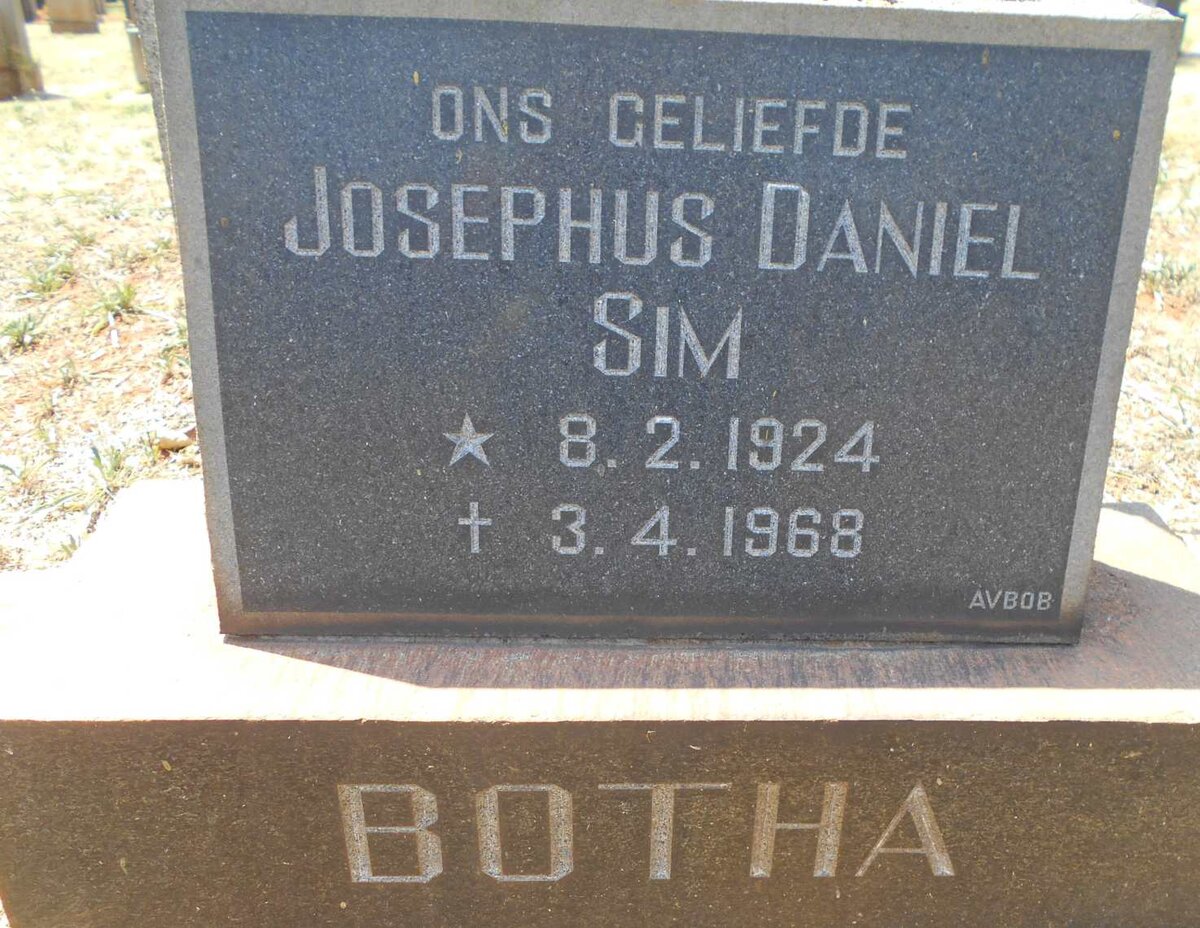 ONS GELIEFDE
JOSEPHUS DANIEL
SIM
★ 8.2.1924
✝ 3.4.1968
AVBOB
BOTHA